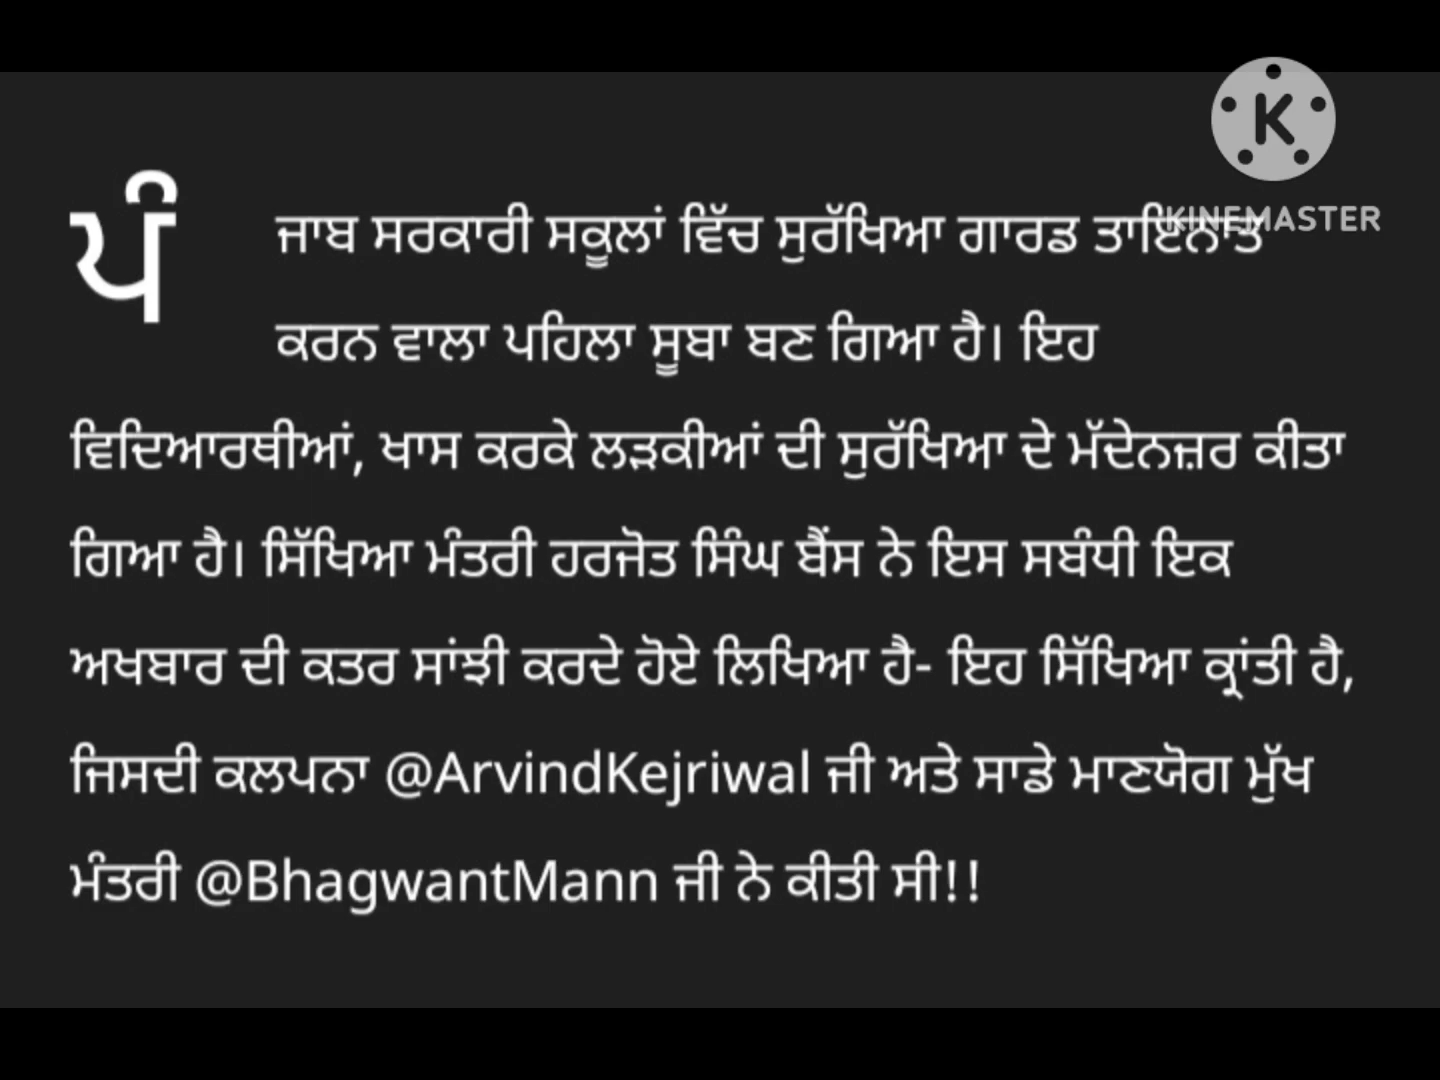 ਪੰਜਾਬ ਸਰਕਾਰੀ ਸਕੂਲਾਂ ਵਿੱਚ ਸੁਰੱਖਿਆ ਗਾਰਡ ਤਾਇਨਾਤ
ਕਰਨ ਵਾਲਾ ਪਹਿਲਾ ਸੂਬਾ ਬਣ ਗਿਆ ਹੈ। ਇਹ
ਵਿਦਿਆਰਥੀਆਂ, ਖਾਸ ਕਰਕੇ ਲੜਕੀਆਂ ਦੀ ਸੁਰੱਖਿਆ ਦੇ ਮੱਦੇਨਜ਼ਰ ਕੀਤਾ
ਗਿਆ ਹੈ। ਸਿੱਖਿਆ ਮੰਤਰੀ ਹਰਜੋਤ ਸਿੰਘ ਬੈਂਸ ਨੇ ਇਸ ਸਬੰਧੀ ਇਕ
ਅਖਬਾਰ ਦੀ ਕਤਰ ਸਾਂਝੀ ਕਰਦੇ ਹੋਏ ਲਿਖਿਆ ਹੈ- ਇਹ ਸਿੱਖਿਆ ਕ੍ਰਾਂਤੀ ਹੈ,
ਜਿਸਦੀ ਕਲਪਨਾ @ArvindKejriwal ਜੀ ਅਤੇ ਸਾਡੇ ਮਾਣਯੋਗ ਮੁੱਖ
ਮੰਤਰੀ @BhagwantMann ਜੀ ਨੇ ਕੀਤੀ ਸੀ!!
K
KINEMASTER